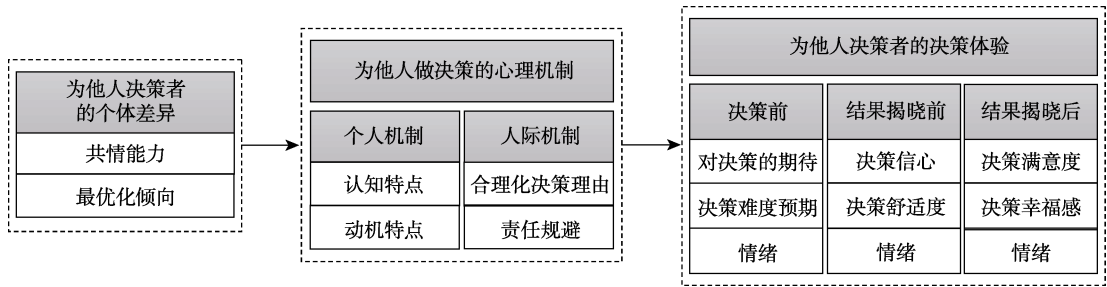 为他人决策者
的个体差异
共情能力
最优化倾向
为他人做决策的心理机制
个人机制
人际机制
认知特点
合理化决策理由
动机特点
责任规避
为他人决策者的决策体验
决策前
结果揭晓前
结果揭晓后
对决策的期待
决策信心
决策满意度
决策难度预期
决策舒适度
决策幸福感
情绪
情绪
情绪